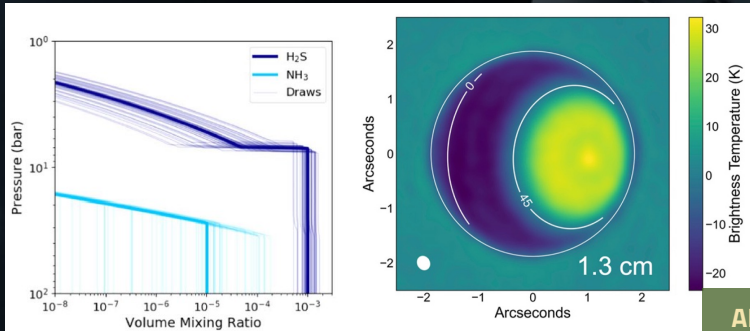 H₂S
NH₃
Draws
10⁰
10¹
10²
Pressure (bar)
10⁻⁸ 10⁻⁷ 10⁻⁶ 10⁻⁵ 10⁻⁴ 10⁻³
Volume Mixing Ratio
2
1
0
−1
−2
Arcseconds
0
45
1.3 cm
−2 −1 0 1 2
Arcseconds
30
20
10
0
−10
−20
Brightness Temperature (K)
A